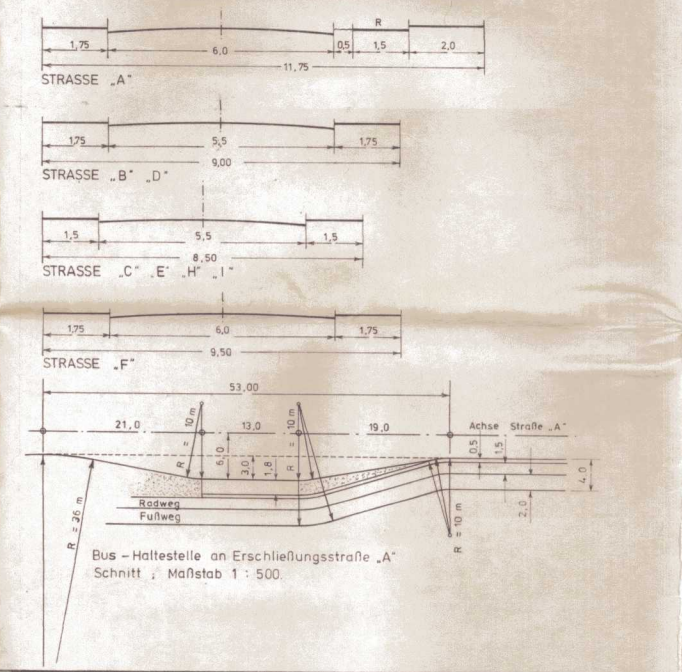 R
1,75 6,0 0,5 1,5 2,0
11,75
STRASSE „A"
1,75 5,5 1,75
9,00
STRASSE „B" „D"
1,5 5,5 1,5
8,50
STRASSE „C" „E" „H" „I"
1,75 6,0 1,75
9,50
STRASSE „F"
53,00
21,0 13,0 19,0 Achse Straße „A"
R = 10 m
R = 10 m
6,0
3,0
1,8
0,5
1,5
4,0
2,0
R = 36 m
R = 10 m
Radweg
Fußweg
Bus - Haltestelle an Erschließungsstraße „A"
Schnitt ; Maßstab 1 : 500.